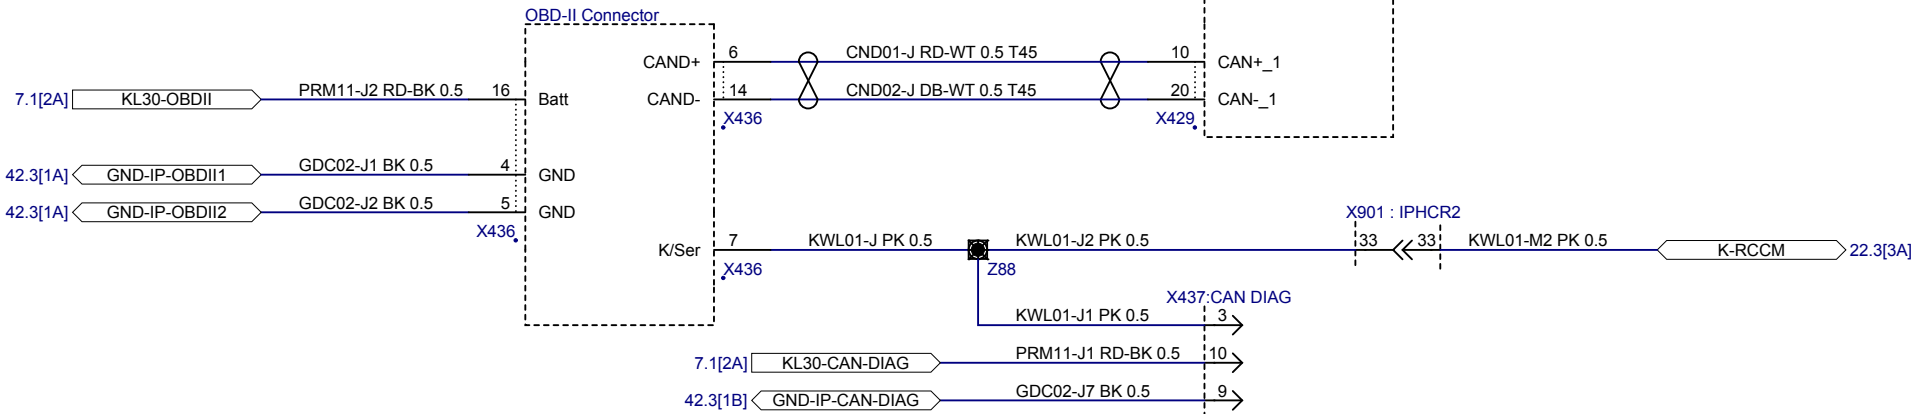 OBD-II Connector
CAND+ 6 CND01-J RD-WT 0.5 T45 10 CAN+_1
7.1[2A] KL30-OBDII PRM11-J2 RD-BK 0.5 16 Batt CAND- 14 CND02-J DB-WT 0.5 T45 20 CAN-_1
X436 X429
42.3[1A] GND-IP-OBDII1 GDC02-J1 BK 0.5 4 GND
42.3[1A] GND-IP-OBDII2 GDC02-J2 BK 0.5 5 GND X901 : IPHCR2
X436
K/Ser 7 KWL01-J PK 0.5 KWL01-J2 PK 0.5 33 33 KWL01-M2 PK 0.5 K-RCCM 22.3[3A]
X436 Z88
X437:CAN DIAG
KWL01-J1 PK 0.5 3
7.1[2A] KL30-CAN-DIAG PRM11-J1 RD-BK 0.5 10
42.3[1B] GND-IP-CAN-DIAG GDC02-J7 BK 0.5 9